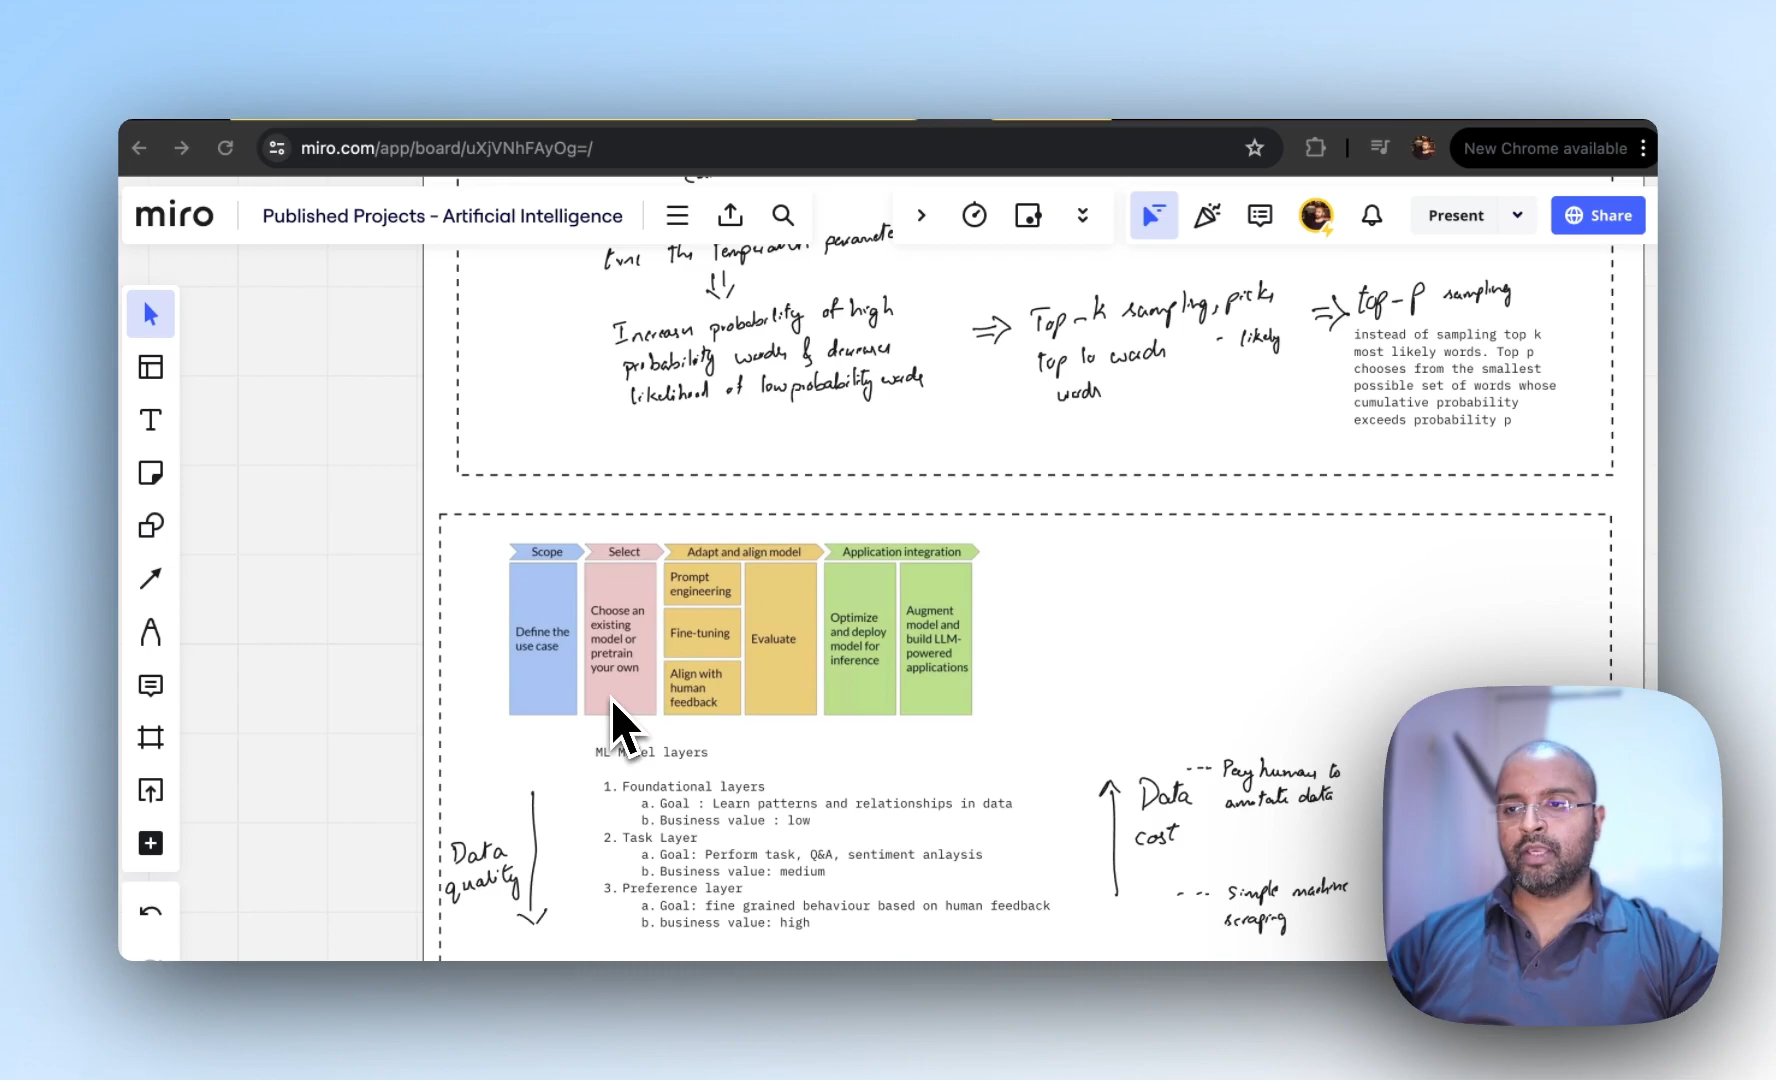 miro.com/app/board/uXjVNhFAyOg=/
New Chrome available
miro
Published Projects - Artificial Intelligence
Present
Share
tune the temperature paramete
Increase probability of high
probability words & decrease
likelihood of low probability words
Top-k sampling, picks
top 10 words - likely
words
top-p sampling
instead of sampling top k
most likely words. Top p
chooses from the smallest
possible set of words whose
cumulative probability
exceeds probability p
Scope
Select
Adapt and align model
Application integration
Define the
use case
Choose an
existing
model or
pretrain
your own
Prompt
engineering
Fine-tuning
Align with
human
feedback
Evaluate
Optimize
and deploy
model for
inference
Augment
model and
build LLM-
powered
applications
layers
1. Foundational layers
a. Goal : Learn patterns and relationships in data
b. Business value : low
2. Task Layer
a. Goal: Perform task, Q&A, sentiment anlaysis
b. Business value: medium
3. Preference layer
a. Goal: fine grained behaviour based on human feedback
b. business value: high
Data
quality
Data
cost
--- Pay human to
annotate data
--- simple machine
scraping